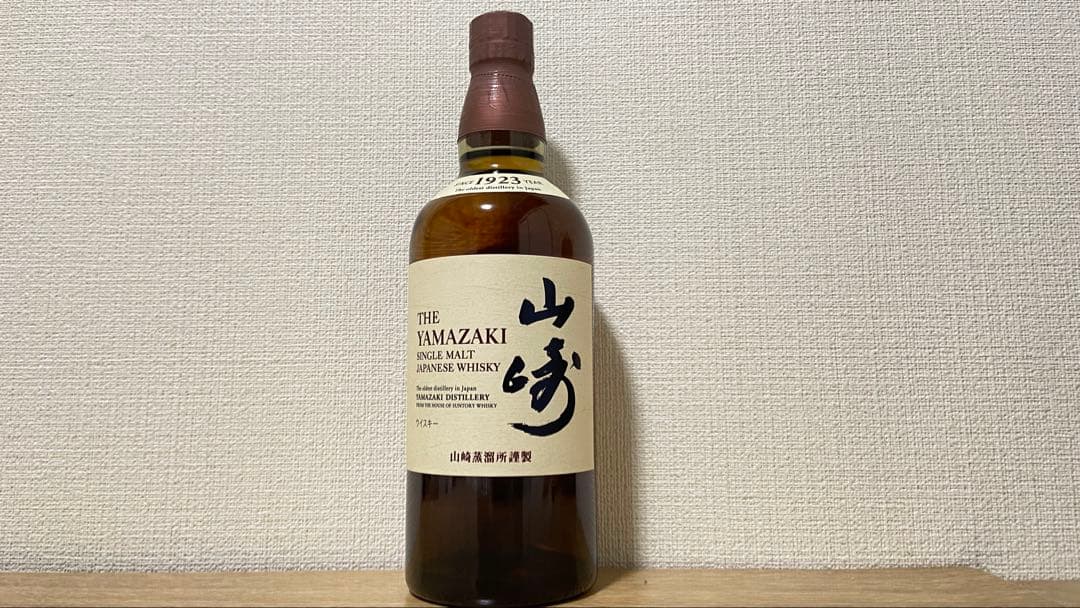 SINCE 1923 YEAR
The oldest distillery in Japan
山崎
THE
YAMAZAKI
SINGLE MALT
JAPANESE WHISKY
The oldest distillery in Japan
YAMAZAKI DISTILLERY
FROM THE HOUSE OF SUNTORY WHISKY
ウイスキー
山崎蒸溜所謹製